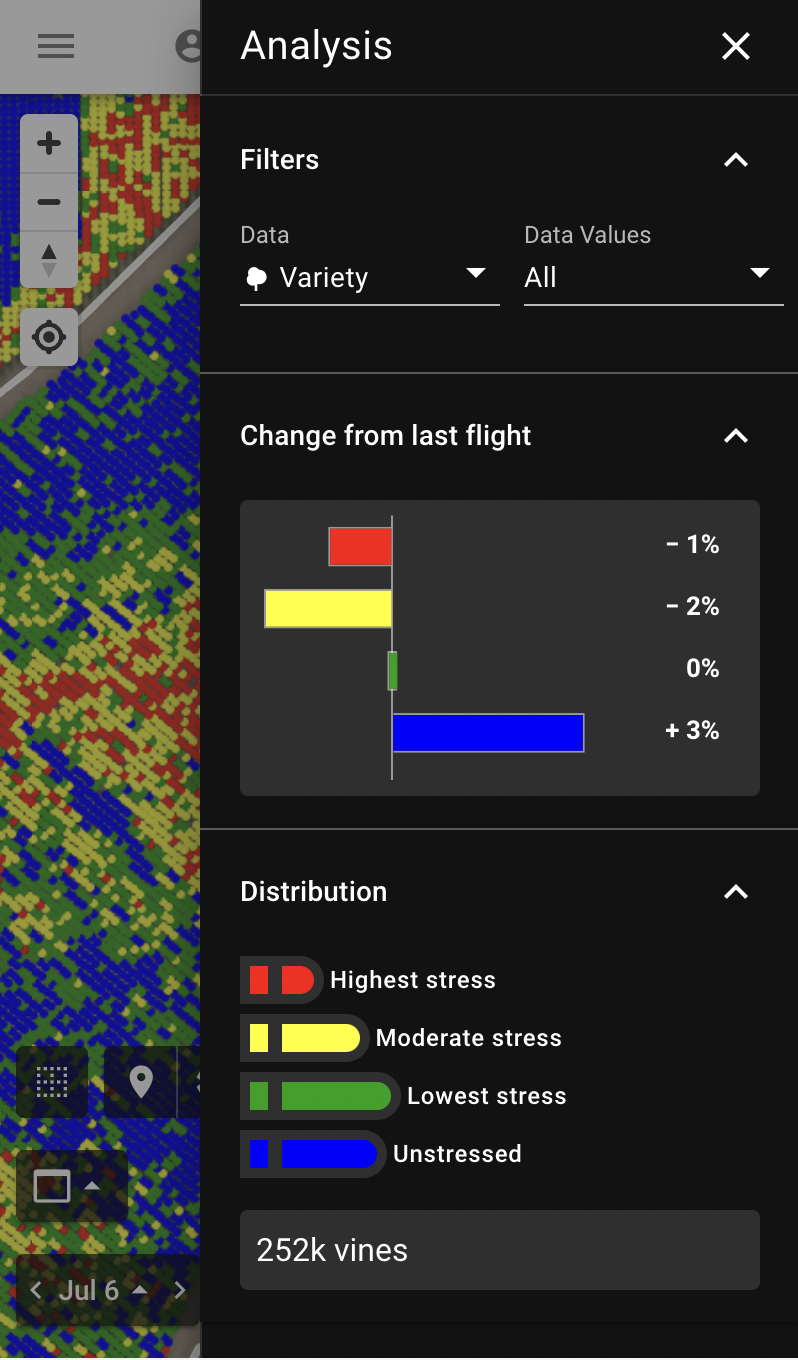 Analysis
Filters
Data
Data Values
Variety
All
Change from last flight
− 1%
− 2%
0%
+ 3%
Distribution
Highest stress
Moderate stress
Lowest stress
Unstressed
252k vines
Jul 6